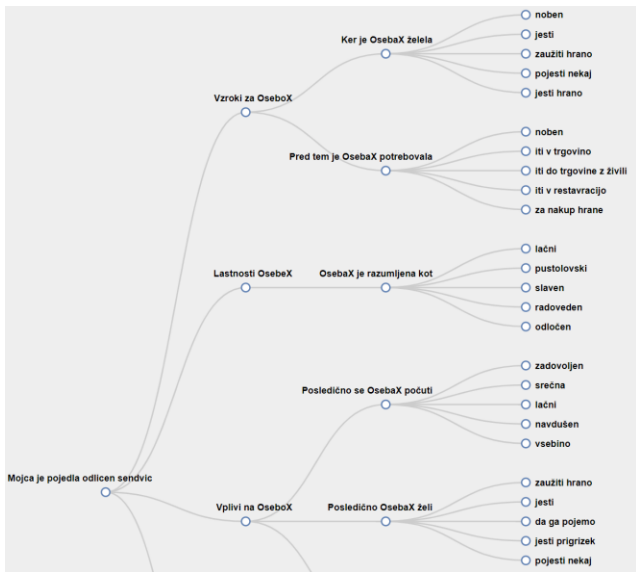 noben
jesti
Ker je OsebaX želela
zaužiti hrano
pojesti nekaj
jesti hrano
Vzroki za OseboX
noben
iti v trgovino
Pred tem je OsebaX potrebovala
iti do trgovine z živili
iti v restavracijo
za nakup hrane
lačni
pustolovski
Lastnosti OsebeX
OsebaX je razumljena kot
slaven
radoveden
odločen
zadovoljen
srečna
Posledično se OsebaX počuti
lačni
navdušen
vsebino
Mojca je pojedla odlicen sendvic
zaužiti hrano
jesti
Vplivi na OseboX
Posledično OsebaX želi
da ga pojemo
jesti prigrizek
pojesti nekaj